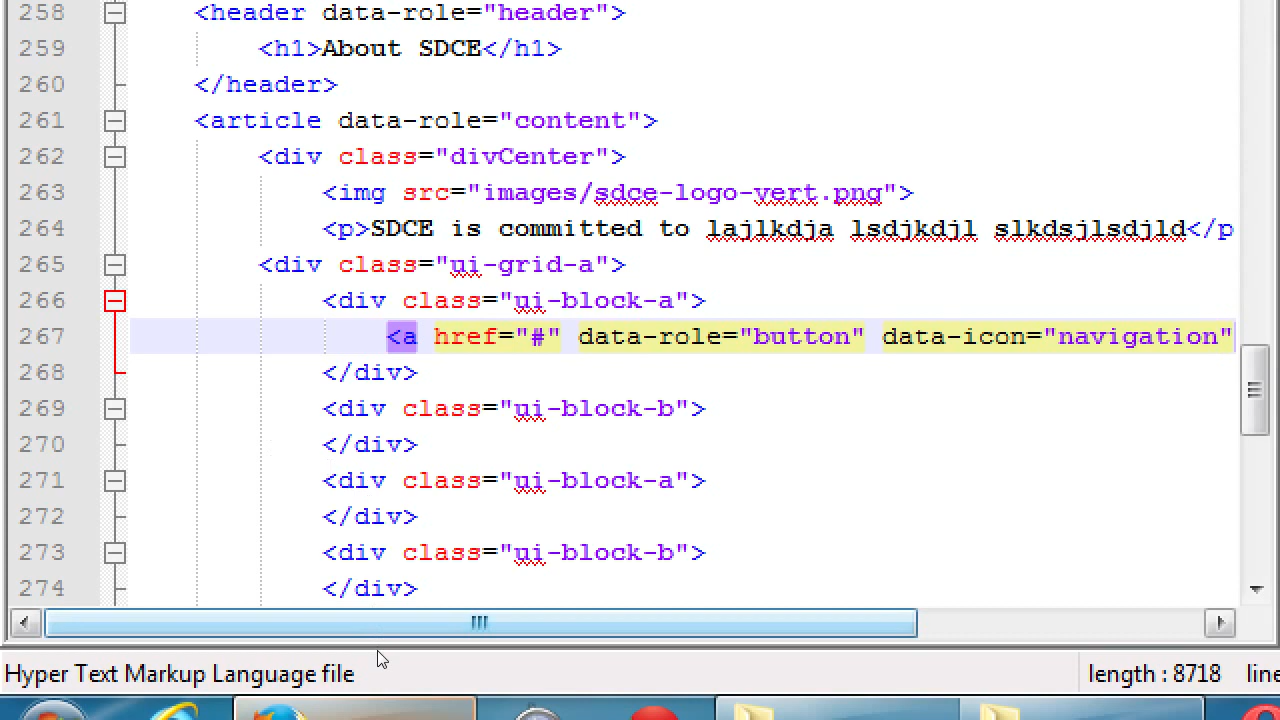 258 <header data-role="header">
259 <h1>About SDCE</h1>
260 </header>
261 <article data-role="content">
262 <div class="divCenter">
263 <img src="images/sdce-logo-vert.png">
264 <p>SDCE is committed to lajlkdja lsdjkdjl slkdsjlsdjld</p
265 <div class="ui-grid-a">
266 <div class="ui-block-a">
267 <a href="#" data-role="button" data-icon="navigation"
268 </div>
269 <div class="ui-block-b">
270 </div>
271 <div class="ui-block-a">
272 </div>
273 <div class="ui-block-b">
274 </div>
Hyper Text Markup Language file length : 8718 line